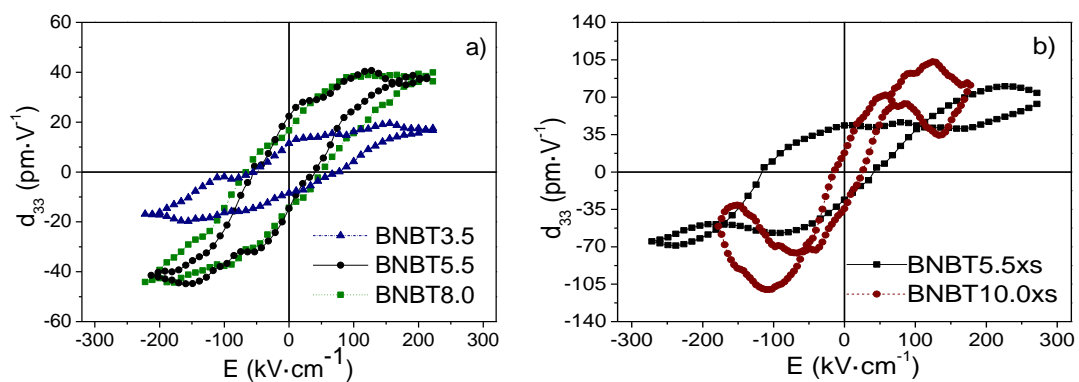 a)
60
40
20
0
-20
-40
-60
d₃₃ (pm·V⁻¹)
-300 -200 -100 0 100 200 300
E (kV·cm⁻¹)
BNBT3.5
BNBT5.5
BNBT8.0
b)
140
105
70
35
0
-35
-70
-105
-140
d₃₃ (pm·V⁻¹)
-300 -200 -100 0 100 200 300
E (kV·cm⁻¹)
BNBT5.5xs
BNBT10.0xs